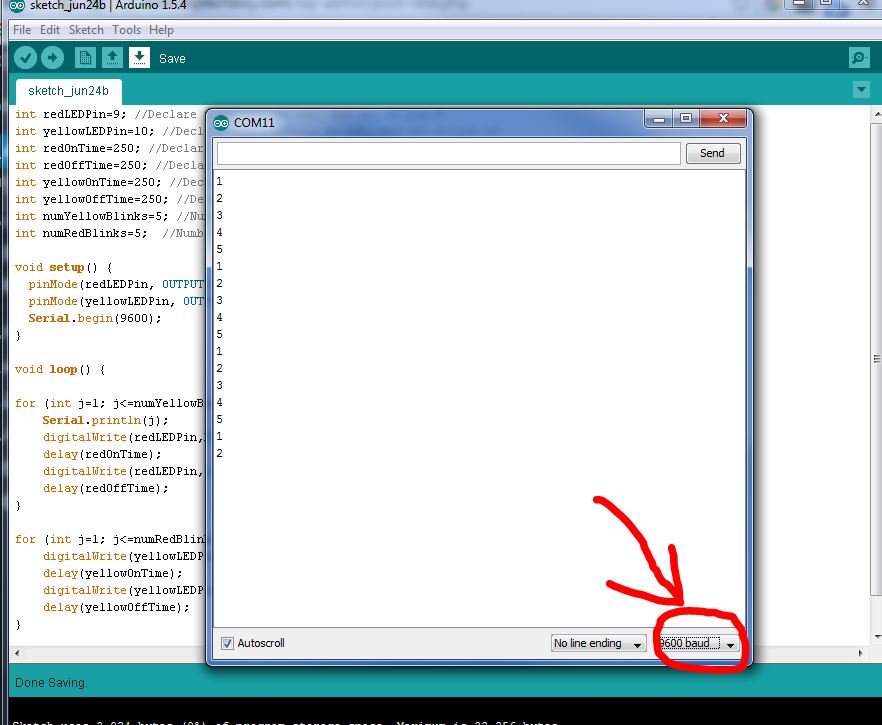 sketch_jun24b | Arduino 1.5.4
File Edit Sketch Tools Help
Save
sketch_jun24b
int redLEDPin=9; //Declare
int yellowLEDPin=10; //Decl
int redOnTime=250; //Declar
int redOffTime=250; //Decla
int yellowOnTime=250; //Dec
int yellowOffTime=250; //De
int numYellowBlinks=5; //Nu
int numRedBlinks=5;  //Numb
void setup() {
pinMode(redLEDPin, OUTPUT
pinMode(yellowLEDPin, OUT
Serial.begin(9600);
}
void loop() {
for (int j=1; j<=numYellowB
Serial.println(j);
digitalWrite(redLEDPin,
delay(redOnTime);
digitalWrite(redLEDPin,
delay(redOffTime);
}
for (int j=1; j<=numRedBlin
digitalWrite(yellowLEDP
delay(yellowOnTime);
digitalWrite(yellowLEDP
delay(yellowOffTime);
}
COM11
Send
1
2
3
4
5
1
2
3
4
5
1
2
3
4
5
1
2
Autoscroll
No line ending
9600 baud
Done Saving.